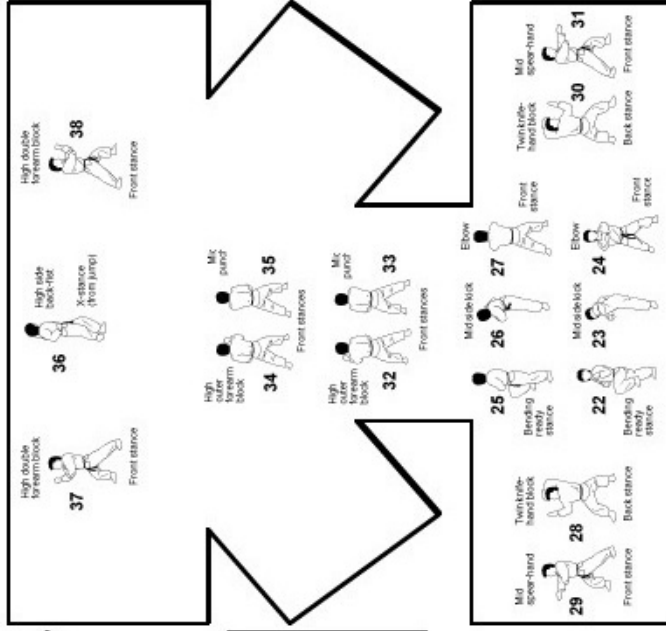 High double
forearm block
37
Front stance
High side
back-fist
36
X-stance
(from jump)
High double
forearm block
38
Front stance
High
outer
forearm
block
34
35
Front stances
High
outer
forearm
block
32
33
Front stances
Mid
spear-hand
29
Front stance
Twin knife-
hand block
28
Back stance
25
Bending
ready
stance
Mid side kick
26
Elbow
27
Front
stance
22
Bending
ready
stance
Mid side kick
23
Elbow
24
Front
stance
Twin knife-
hand block
30
Back stance
Mid
spear-hand
31
Front stance